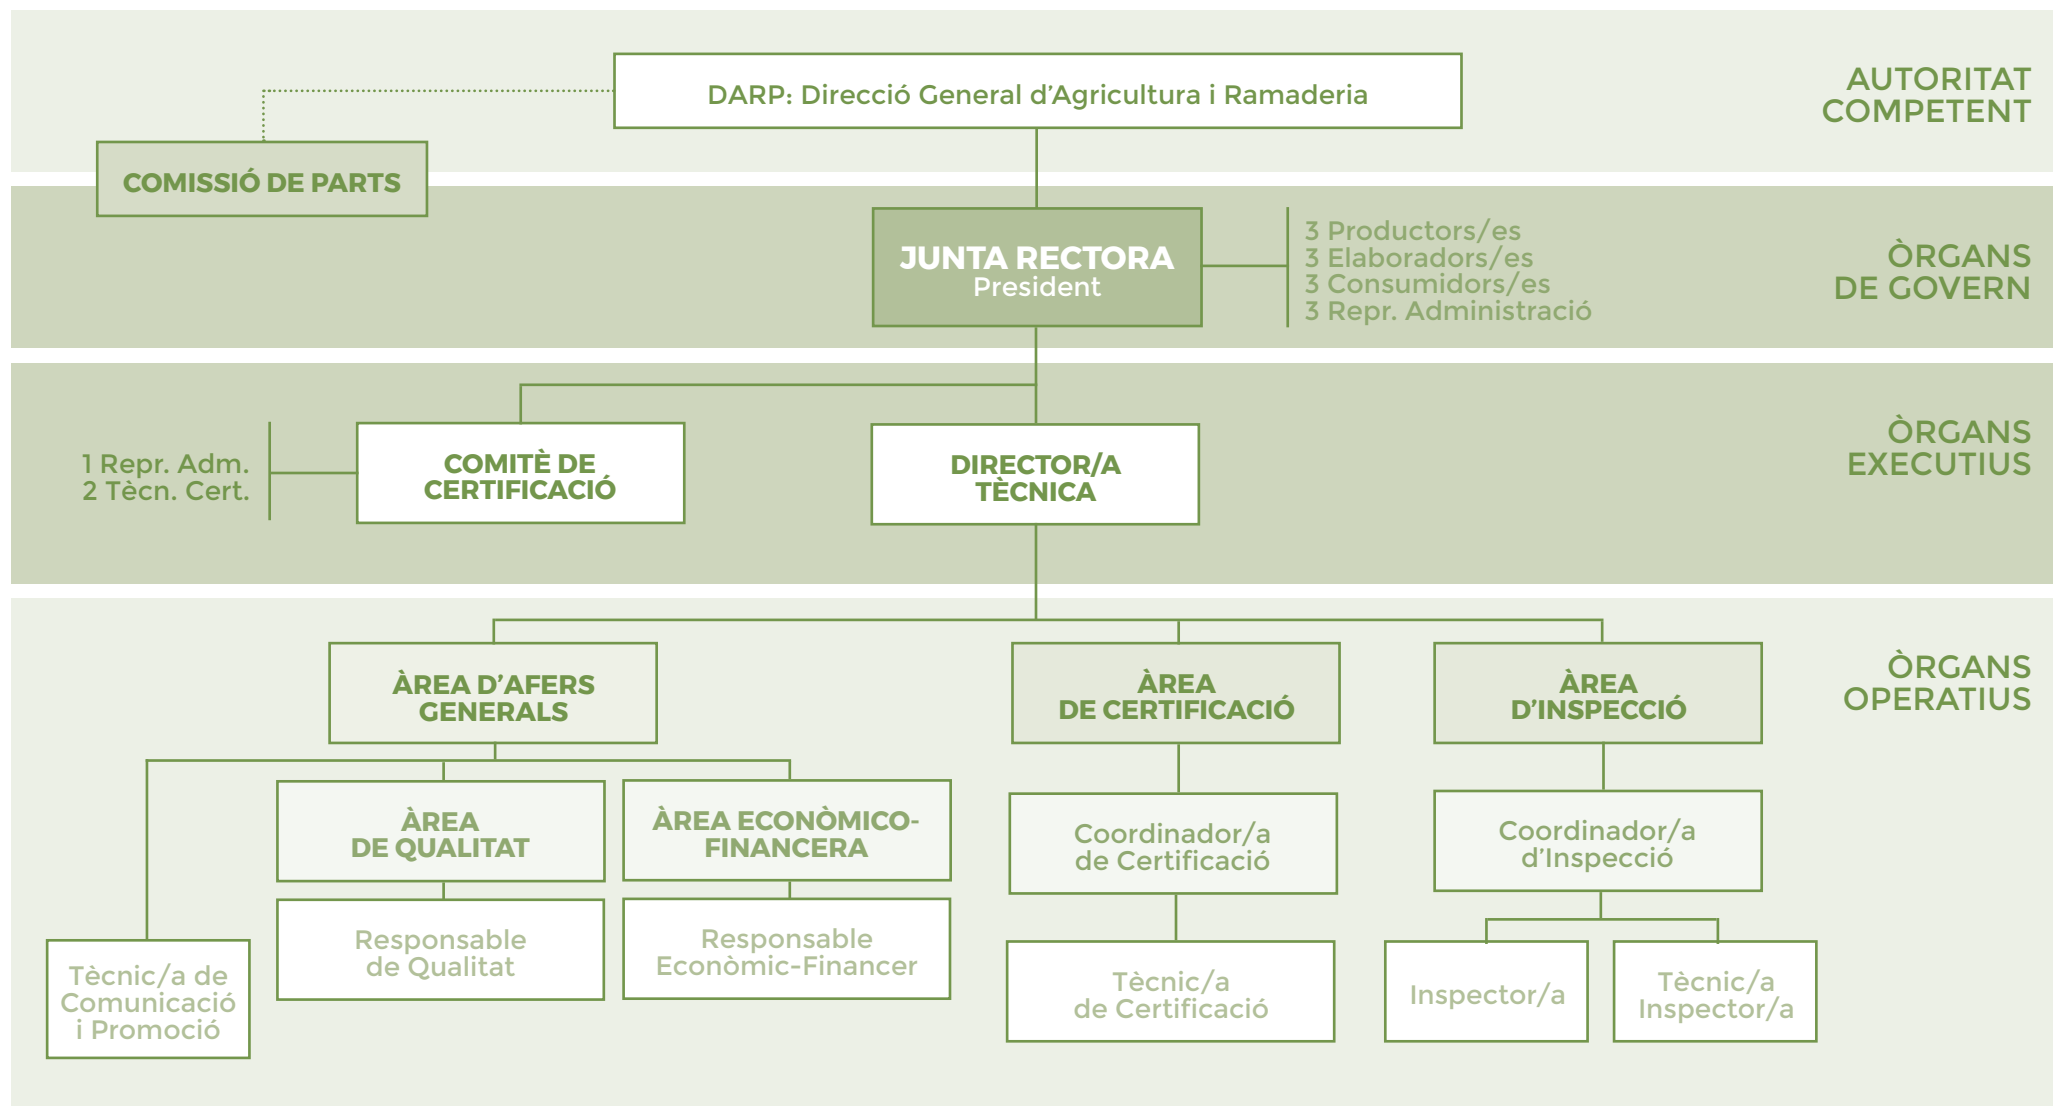 DARP: Direcció General d'Agricultura i Ramaderia
AUTORITAT
COMPETENT
COMISSIÓ DE PARTS
JUNTA RECTORA
President
3 Productors/es
3 Elaboradors/es
3 Consumidors/es
3 Repr. Administració
ÒRGANS
DE GOVERN
1 Repr. Adm.
2 Tècn. Cert.
COMITÈ DE
CERTIFICACIÓ
DIRECTOR/A
TÈCNICA
ÒRGANS
EXECUTIUS
ÀREA D'AFERS
GENERALS
ÀREA
DE CERTIFICACIÓ
ÀREA
D'INSPECCIÓ
ÒRGANS
OPERATIUS
ÀREA
DE QUALITAT
ÀREA ECONÒMICO-
FINANCERA
Coordinador/a
de Certificació
Coordinador/a
d'Inspecció
Tècnic/a de
Comunicació
i Promoció
Responsable
de Qualitat
Responsable
Econòmic-Financer
Tècnic/a
de Certificació
Inspector/a
Tècnic/a
Inspector/a